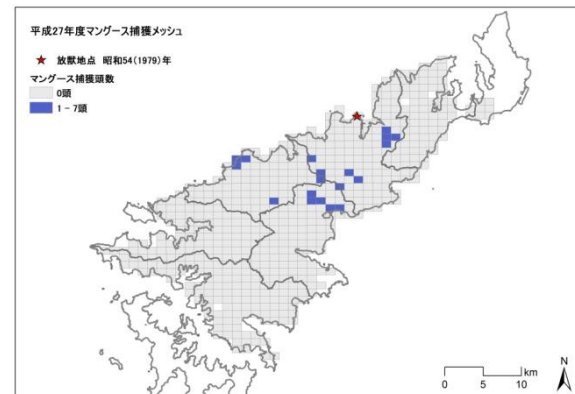 平成27年度マングース捕獲メッシュ
★ 放獣地点 昭和54(1979)年
マングース捕獲頭数
0頭
1 - 7頭
N
km
0 5 10